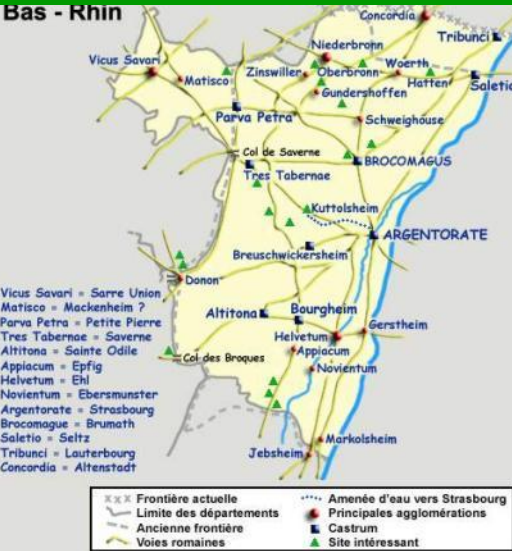 Bas - Rhin
Concordia
Tribunci
Niederbronn
Vicus Savari
Matisco
Zinswiller
Oberbronn
Woerth
Hatten
Saletio
Gundershoffen
Parva Petra
Schweighouse
Col de Saverne
BROCOMAGUS
Tres Tabernae
Kuttolsheim
ARGENTORATE
Breuschwickersheim
Donon
Altitona
Bourgheim
Gerstheim
Helvetum
Appiacum
Col des Broques
Novientum
Markolsheim
Jebsheim
Vicus Savari = Sarre Union
Matisco = Mackenheim ?
Parva Petra = Petite Pierre
Tres Tabernae = Saverne
Altitona = Sainte Odile
Appiacum = Epfig
Helvetum = Ehl
Novientum = Ebersmunster
Argentorate = Strasbourg
Brocomague = Brumath
Saletio = Seltz
Tribunci = Lauterbourg
Concordia = Altenstadt
Frontière actuelle
Limite des départements
Ancienne frontière
Voies romaines
Amenée d'eau vers Strasbourg
Principales agglomérations
Castrum
Site intéressant